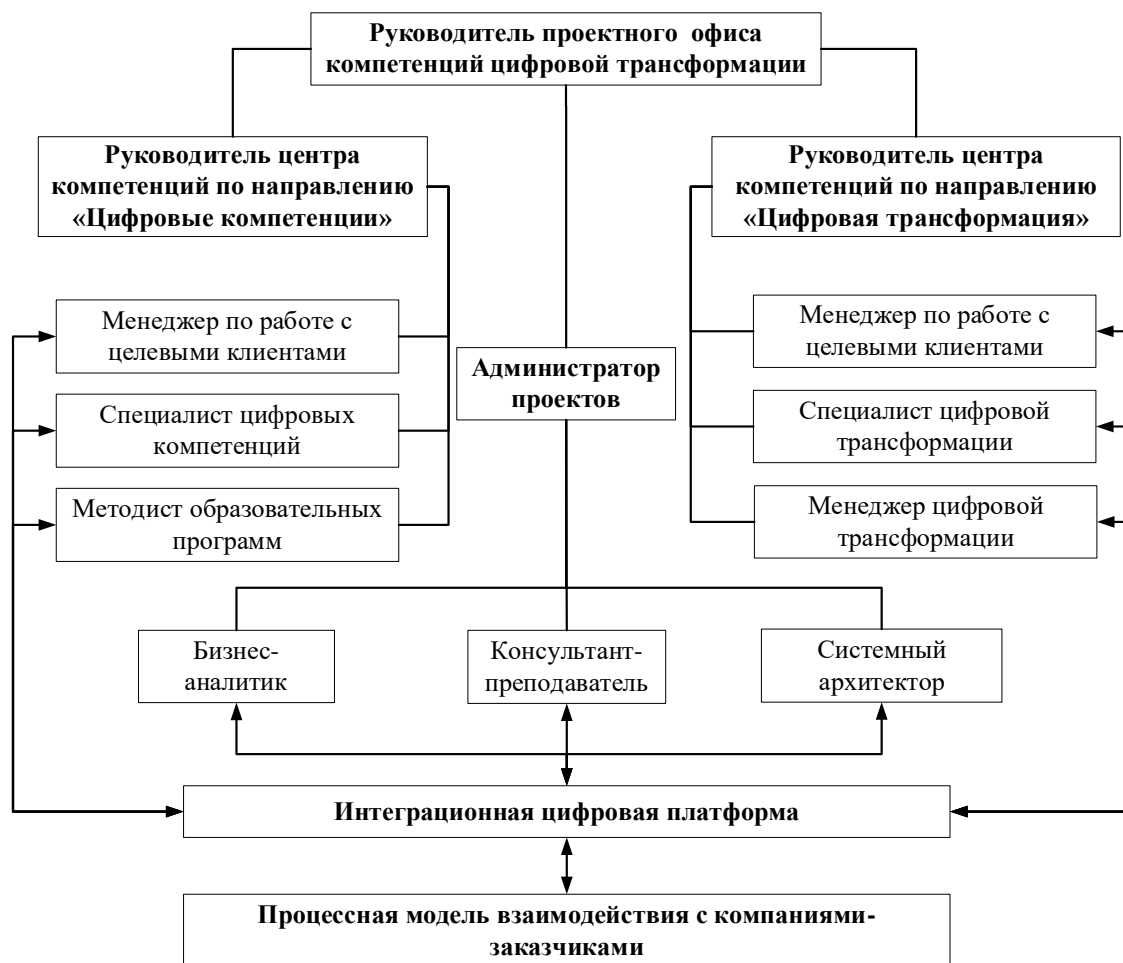 Руководитель проектного офиса
компетенций цифровой трансформации
Руководитель центра
компетенций по направлению
«Цифровые компетенции»
Руководитель центра
компетенций по направлению
«Цифровая трансформация»
Менеджер по работе с
целевыми клиентами
Специалист цифровых
компетенций
Методист образовательных
программ
Администратор
проектов
Менеджер по работе с
целевыми клиентами
Специалист цифровой
трансформации
Менеджер цифровой
трансформации
Бизнес-
аналитик
Консультант-
преподаватель
Системный
архитектор
Интеграционная цифровая платформа
Процессная модель взаимодействия с компаниями-
заказчиками